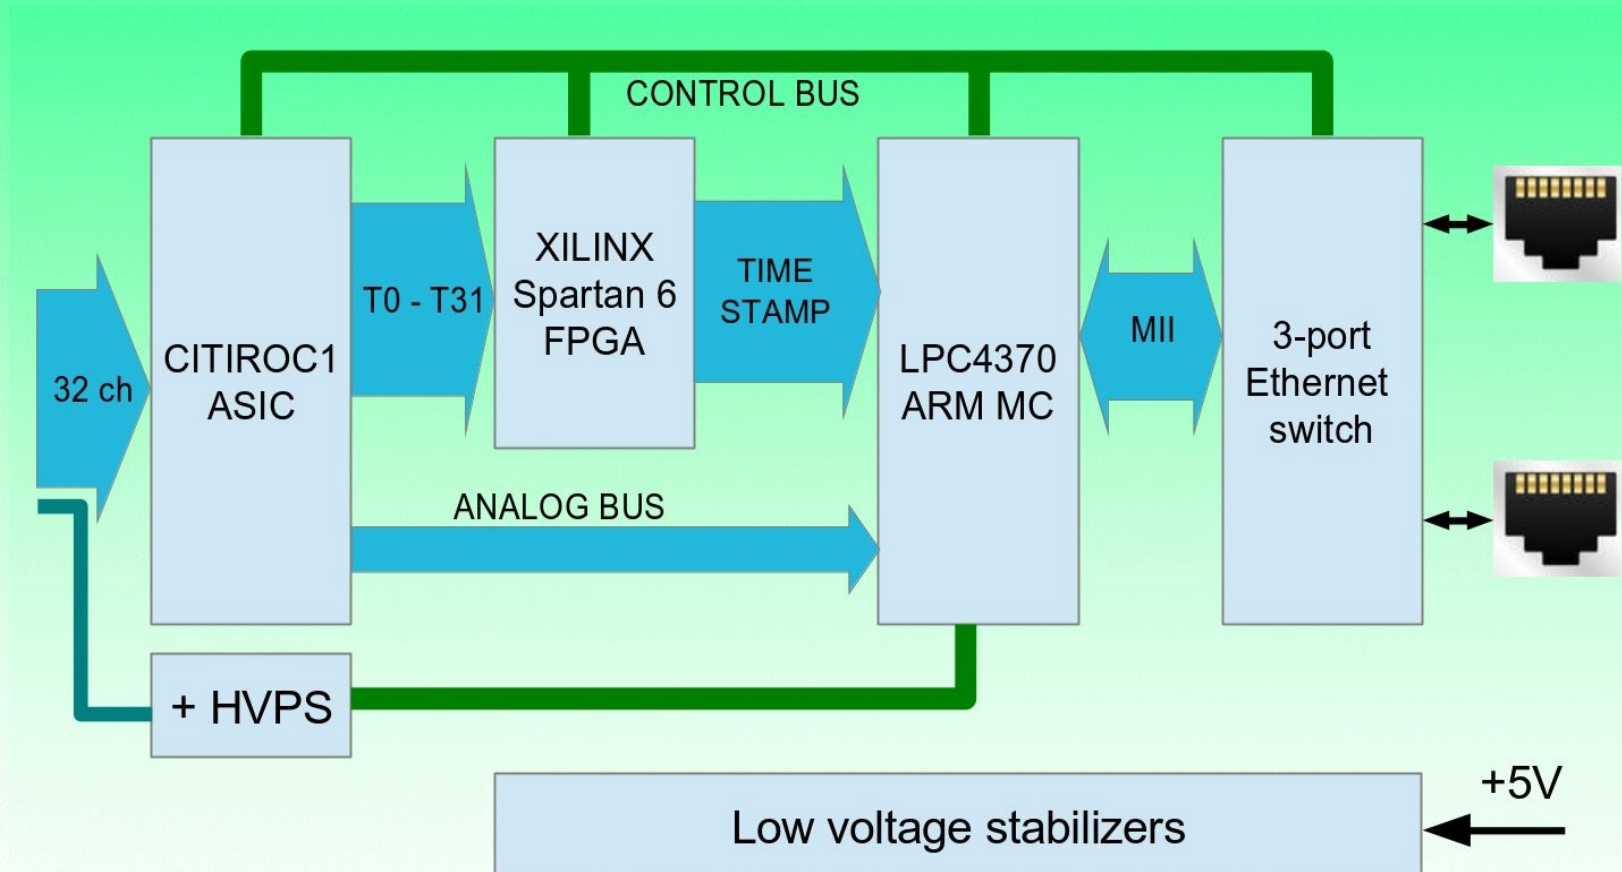 CONTROL BUS
32 ch
CITIROC1
ASIC
T0 - T31
XILINX
Spartan 6
FPGA
TIME
STAMP
LPC4370
ARM MC
MII
3-port
Ethernet
switch
ANALOG BUS
+ HVPS
Low voltage stabilizers
+5V